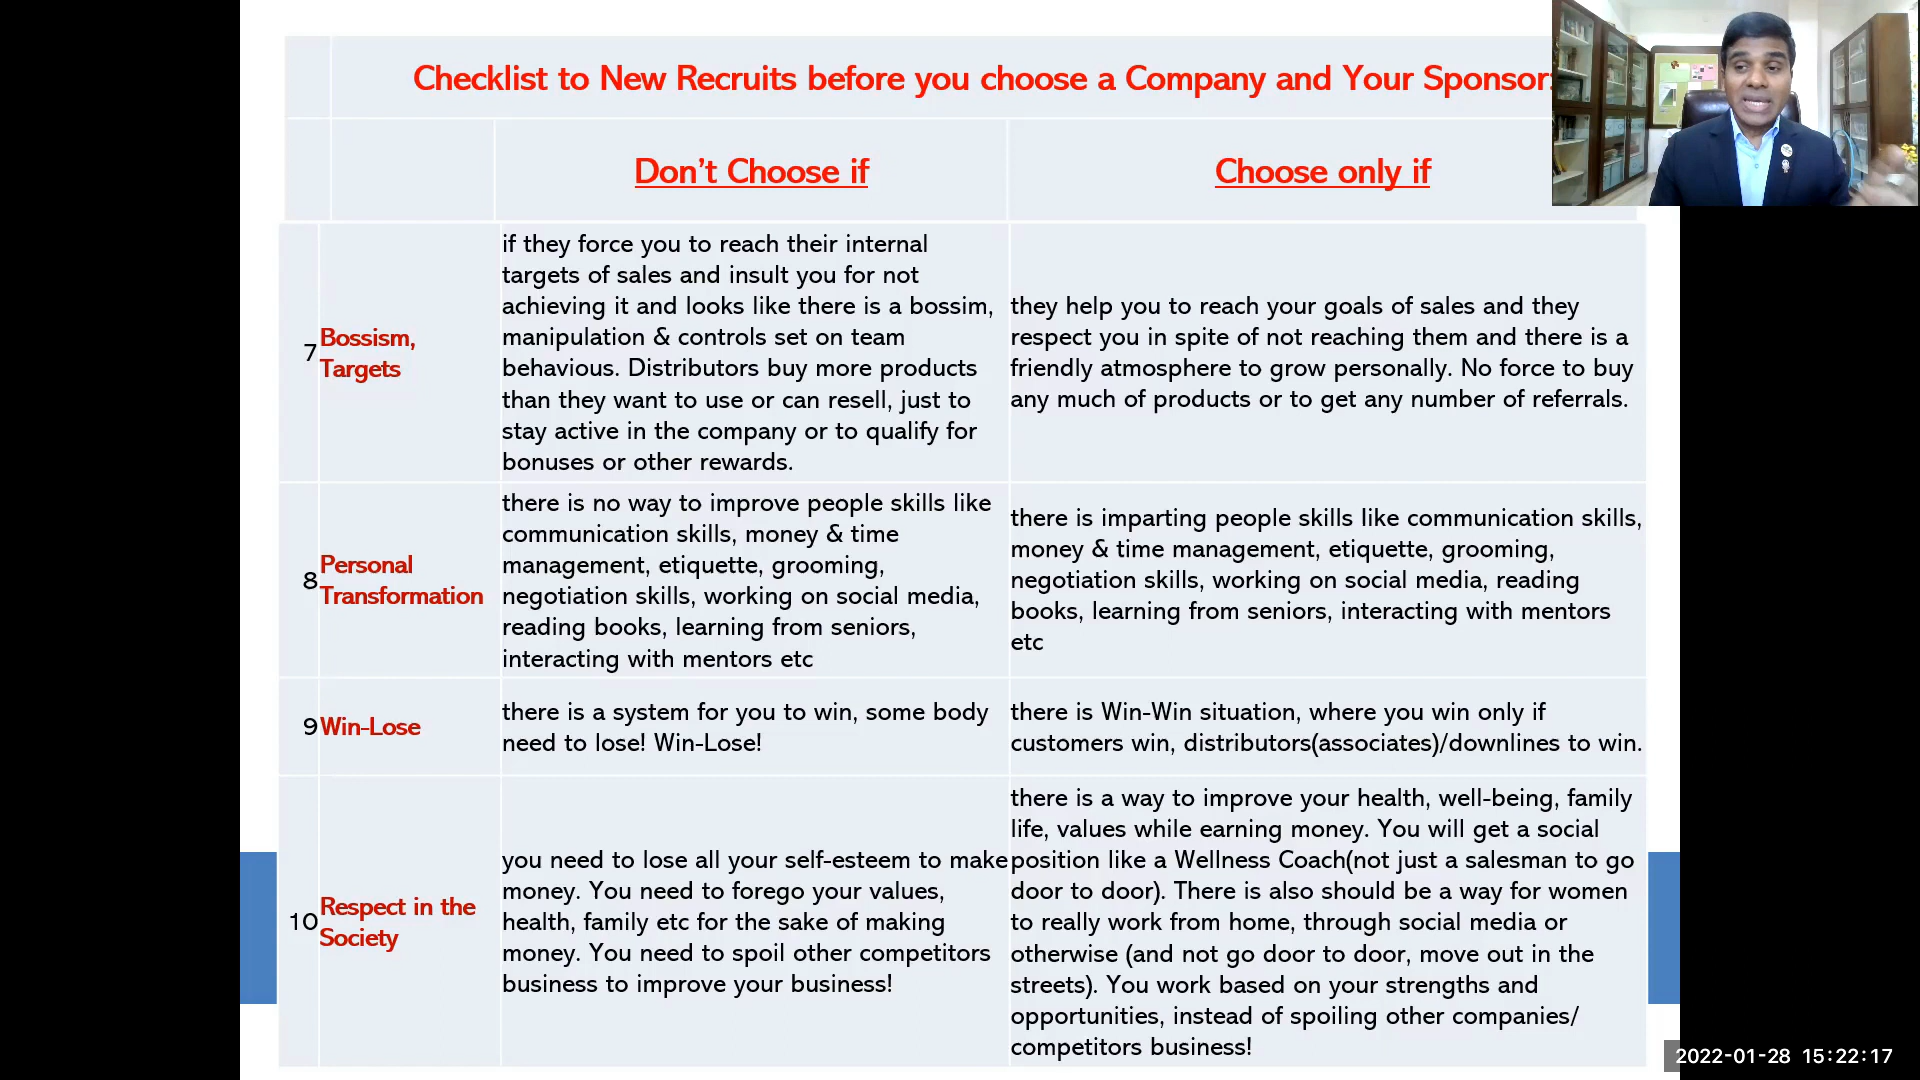 Checklist to New Recruits before you choose a Company and Your Sponsor
Don't Choose if
Choose only if
7
Bossism,
Targets
if they force you to reach their internal
targets of sales and insult you for not
achieving it and looks like there is a bossim,
manipulation & controls set on team
behavious. Distributors buy more products
than they want to use or can resell, just to
stay active in the company or to qualify for
bonuses or other rewards.
they help you to reach your goals of sales and they
respect you in spite of not reaching them and there is a
friendly atmosphere to grow personally. No force to buy
any much of products or to get any number of referrals.
8
Personal
Transformation
there is no way to improve people skills like
communication skills, money & time
management, etiquette, grooming,
negotiation skills, working on social media,
reading books, learning from seniors,
interacting with mentors etc
there is imparting people skills like communication skills,
money & time management, etiquette, grooming,
negotiation skills, working on social media, reading
books, learning from seniors, interacting with mentors
etc
9
Win-Lose
there is a system for you to win, some body
need to lose! Win-Lose!
there is Win-Win situation, where you win only if
customers win, distributors(associates)/downlines to win.
10
Respect in the
Society
you need to lose all your self-esteem to make
money. You need to forego your values,
health, family etc for the sake of making
money. You need to spoil other competitors
business to improve your business!
there is a way to improve your health, well-being, family
life, values while earning money. You will get a social
position like a Wellness Coach(not just a salesman to go
door to door). There is also should be a way for women
to really work from home, through social media or
otherwise (and not go door to door, move out in the
streets). You work based on your strengths and
opportunities, instead of spoiling other companies/
competitors business!
2022-01-28 15:22:17